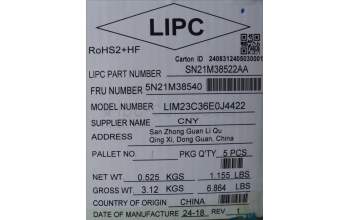 LIPC
RoHS2+HF
Carton ID 2408312405030001
LIPC PART NUMBER SN21M38522AA
FRU NUMBER 5N21M38540
MODEL NUMBER LIM23C36E0J4422
SUPPLIER NAME CNY
ADDRESS San Zhong Guan Li Qu
Qing Xi, Dong Guan, China
PALLET NO / PKG Q'TY 5 PCS
NET WT 0.525 KGS 1.155 LBS
GROSS WT 3.12 KGS 6.864 LBS
COUNTRY OF ORIGIN CHINA
DATE OF MANUFACTURE 24-18 REV 1